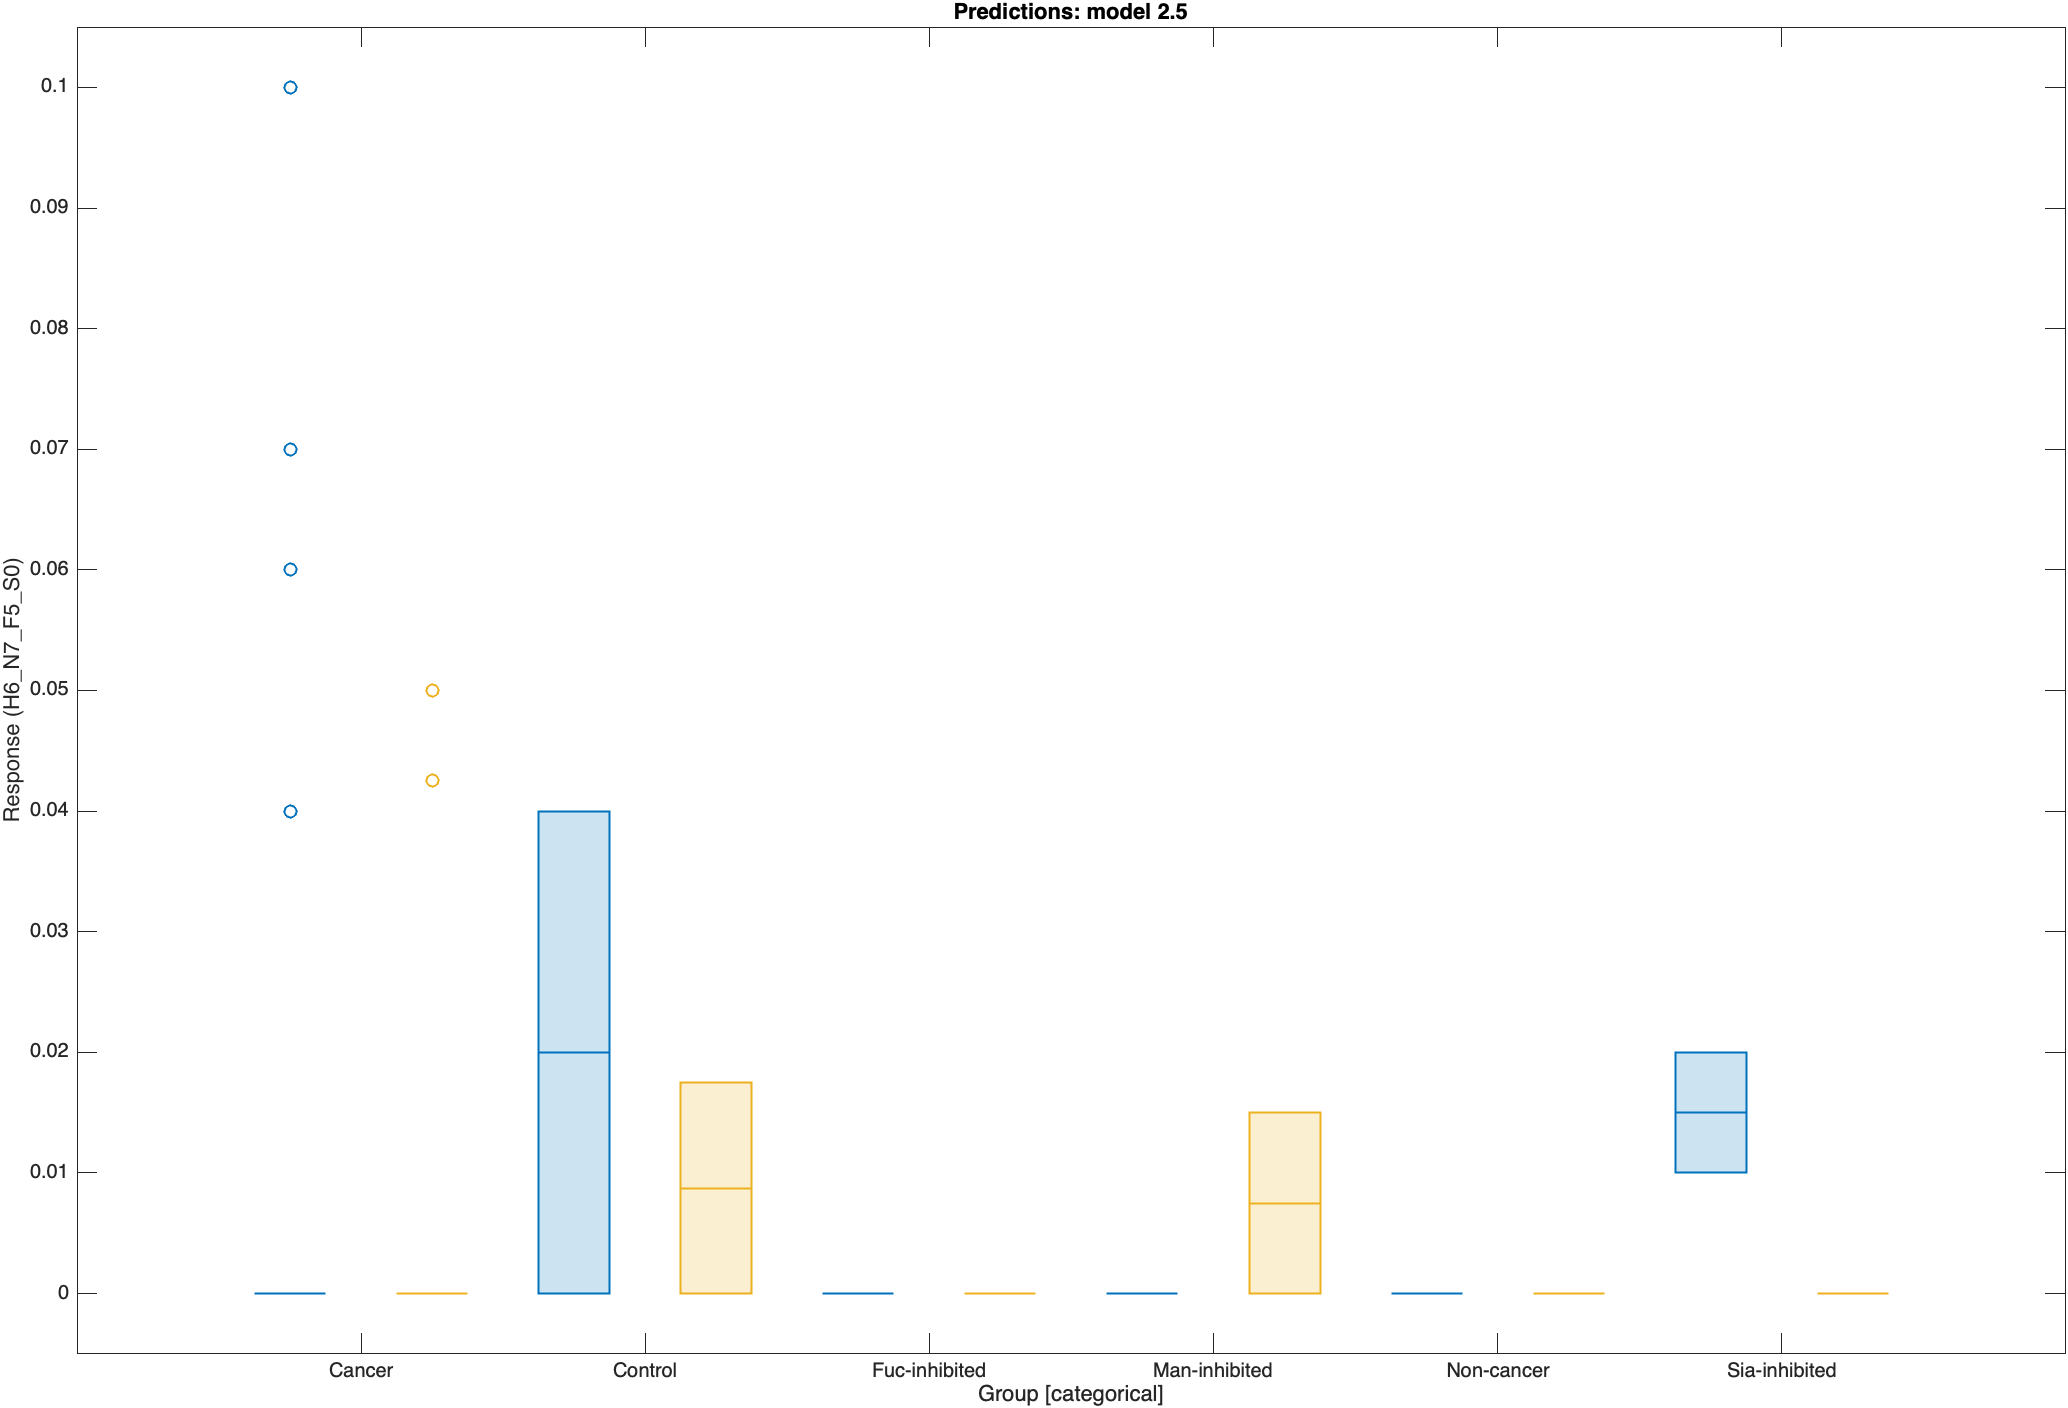 Predictions: model 2.5
Response (H6_N7_F5_S0)
0.1
0.09
0.08
0.07
0.06
0.05
0.04
0.03
0.02
0.01
0
Cancer Control Fuc-inhibited Man-inhibited Non-cancer Sia-inhibited
Group [categorical]